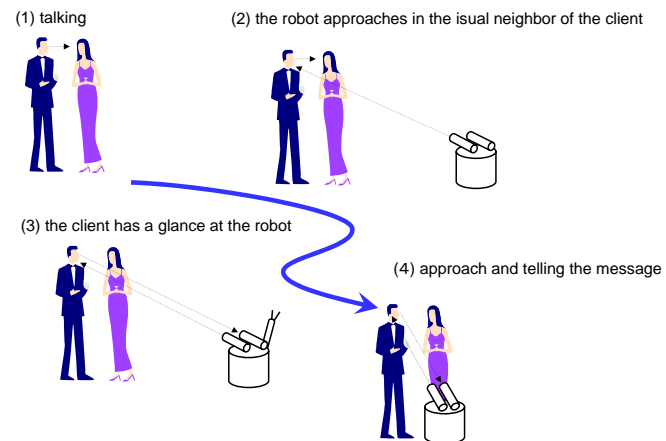 (1) talking
(2) the robot approaches in the isual neighbor of the client
(3) the client has a glance at the robot
(4) approach and telling the message